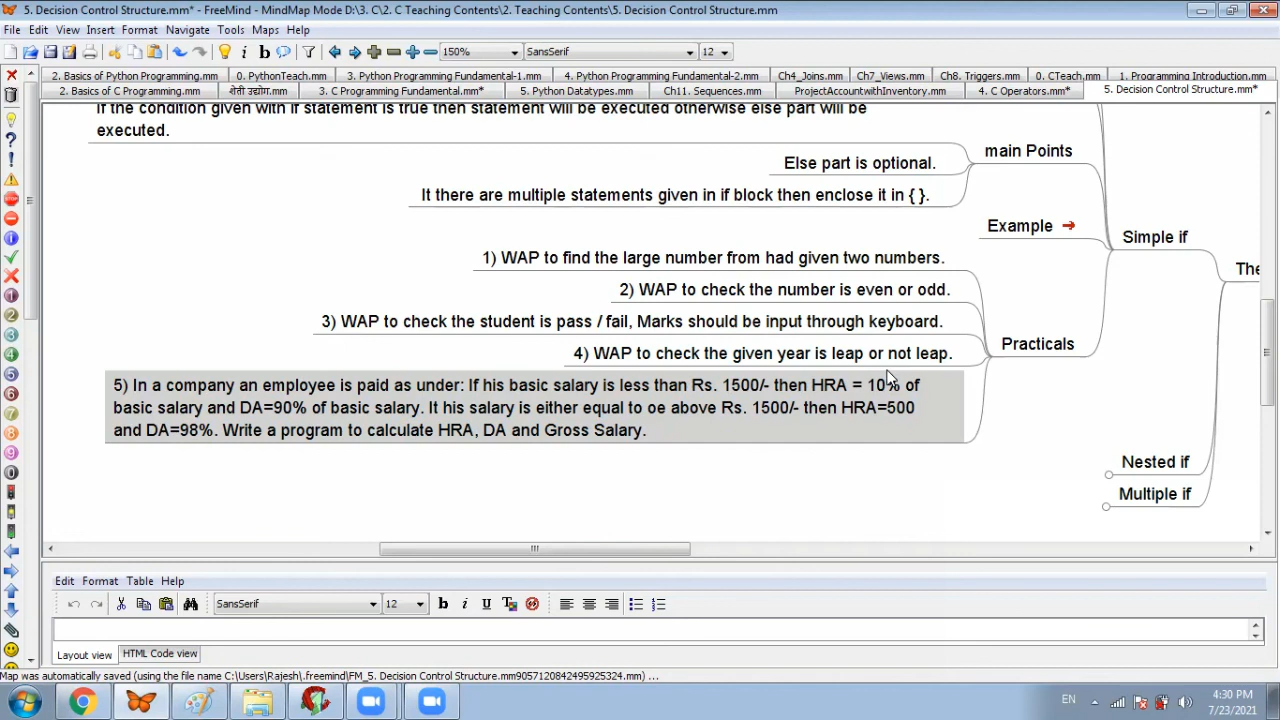 5. Decision Control Structure.mm* - FreeMind - MindMap Mode D:\3. C\2. C Teaching Contents\2. Teaching Contents\5. Decision Control Structure.mm
File Edit View Insert Format Navigate Tools Maps Help
150% SansSerif 12
2. Basics of Python Programming.mm 0. PythonTeach.mm 3. Python Programming Fundamental-1.mm 4. Python Programming Fundamental-2.mm Ch4_Joins.mm Ch7_Views.mm Ch8. Triggers.mm 0. CTeach.mm 1. Programming Introduction.mm
2. Basics of C Programming.mm शेती उद्योग.mm 3. C Programming Fundamental.mm* 5. Python Datatypes.mm Ch11. Sequences.mm ProjectAccountwithInventory.mm 4. C Operators.mm* 5. Decision Control Structure.mm*
If the condition given with if statement is true then statement will be executed otherwise else part will be
executed.
main Points
Else part is optional.
It there are multiple statements given in if block then enclose it in { }.
Example
Simple if
The
1) WAP to find the large number from had given two numbers.
2) WAP to check the number is even or odd.
3) WAP to check the student is pass / fail, Marks should be input through keyboard.
Practicals
4) WAP to check the given year is leap or not leap.
5) In a company an employee is paid as under: If his basic salary is less than Rs. 1500/- then HRA = 10% of
basic salary and DA=90% of basic salary. It his salary is either equal to oe above Rs. 1500/- then HRA=500
and DA=98%. Write a program to calculate HRA, DA and Gross Salary.
Nested if
Multiple if
Edit Format Table Help
SansSerif 12
Layout view HTML Code view
Map was automatically saved (using the file name C:\Users\Rajesh\.freemind\FM_5. Decision Control Structure.mm9057120842495925324.mm) ...
EN
4:30 PM
7/23/2021